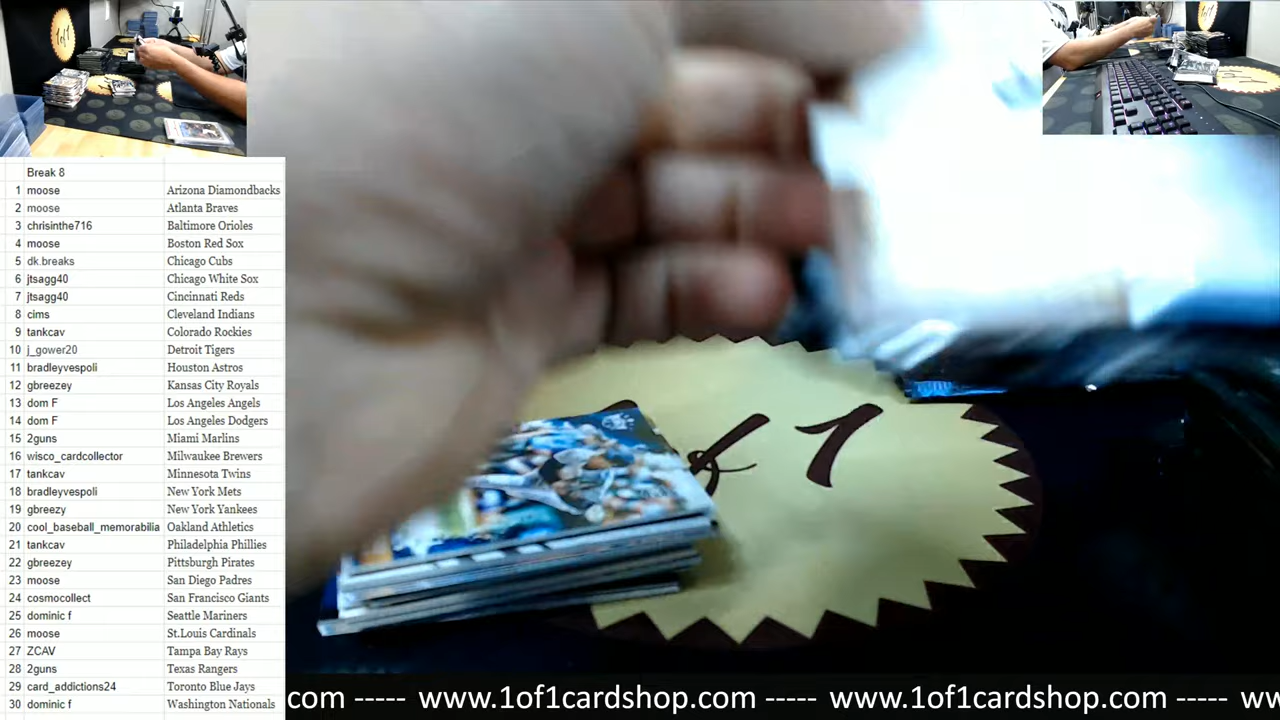 Break 8
1 moose Arizona Diamondbacks
2 moose Atlanta Braves
3 chrisinthe716 Baltimore Orioles
4 moose Boston Red Sox
5 dk.breaks Chicago Cubs
6 jtsagg40 Chicago White Sox
7 jtsagg40 Cincinnati Reds
8 cims Cleveland Indians
9 tankcav Colorado Rockies
10 j_gower20 Detroit Tigers
11 bradleyvespoli Houston Astros
12 gbreezey Kansas City Royals
13 dom F Los Angeles Angels
14 dom F Los Angeles Dodgers
15 2guns Miami Marlins
16 wisco_cardcollector Milwaukee Brewers
17 tankcav Minnesota Twins
18 bradleyvespoli New York Mets
19 gbreezy New York Yankees
20 cool_baseball_memorabilia Oakland Athletics
21 tankcav Philadelphia Phillies
22 gbreezey Pittsburgh Pirates
23 moose San Diego Padres
24 cosmocollect San Francisco Giants
25 dominic f Seattle Mariners
26 moose St.Louis Cardinals
27 ZCAV Tampa Bay Rays
28 2guns Texas Rangers
29 card_addictions24 Toronto Blue Jays
30 dominic f Washington Nationals
1of1
of 1
com ----- www.1of1cardshop.com ----- www.1of1cardshop.com ----- ww